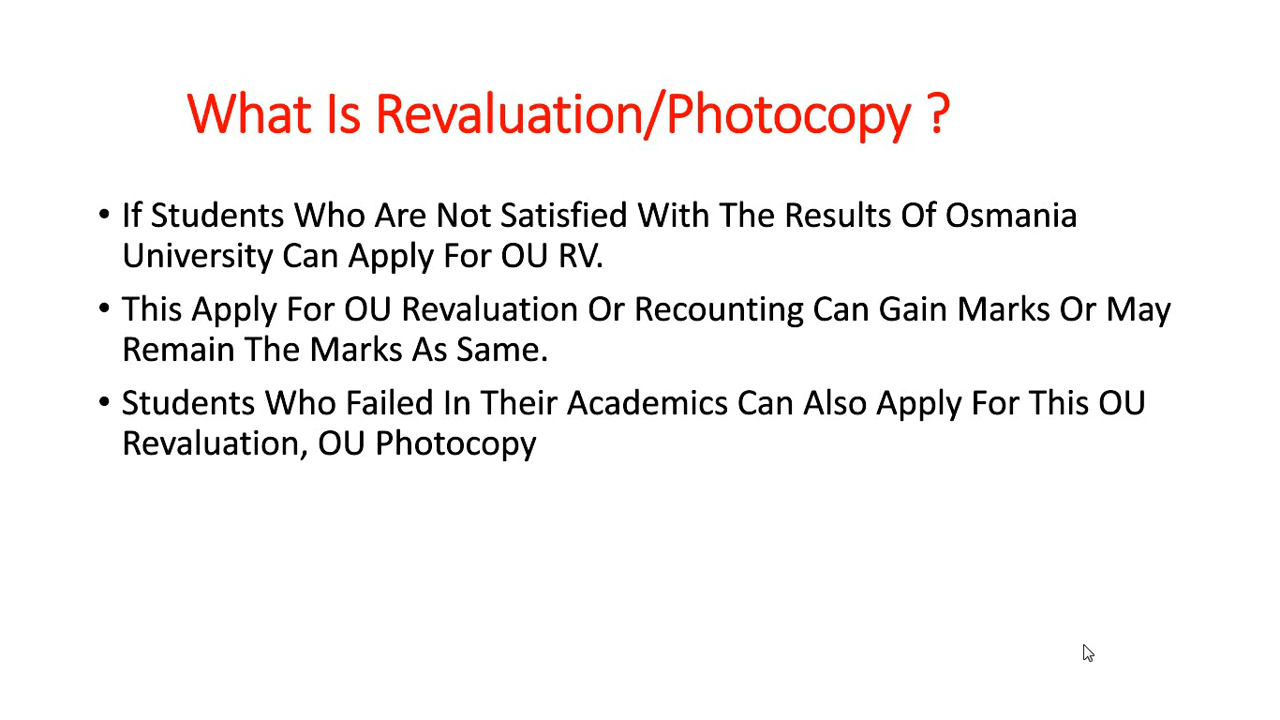 What Is Revaluation/Photocopy ?
• If Students Who Are Not Satisfied With The Results Of Osmania
University Can Apply For OU RV.
• This Apply For OU Revaluation Or Recounting Can Gain Marks Or May
Remain The Marks As Same.
• Students Who Failed In Their Academics Can Also Apply For This OU
Revaluation, OU Photocopy